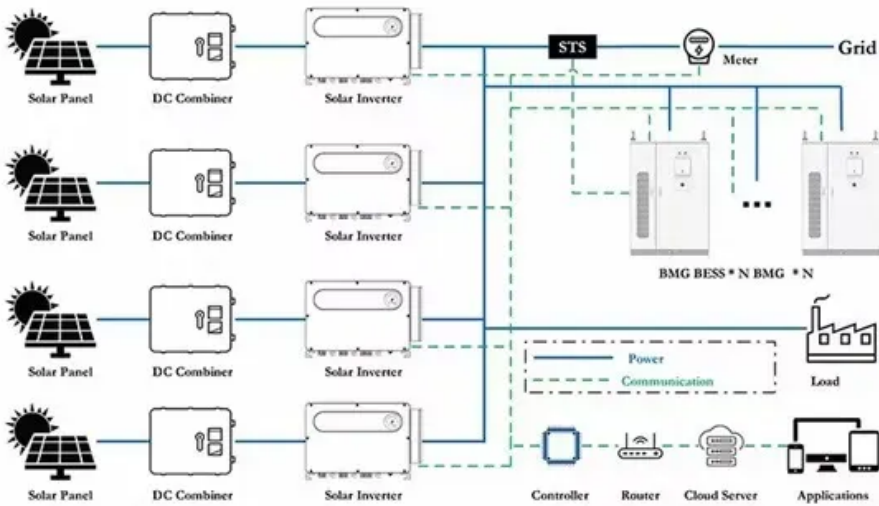 STS
Grid
Meter
Solar Panel
DC Combiner
Solar Inverter
Solar Panel
DC Combiner
Solar Inverter
BMG BESS * N BMG * N
Solar Panel
DC Combiner
Solar Inverter
Power
Communication
Load
Solar Panel
DC Combiner
Solar Inverter
Controller
Router
Cloud Server
Applications